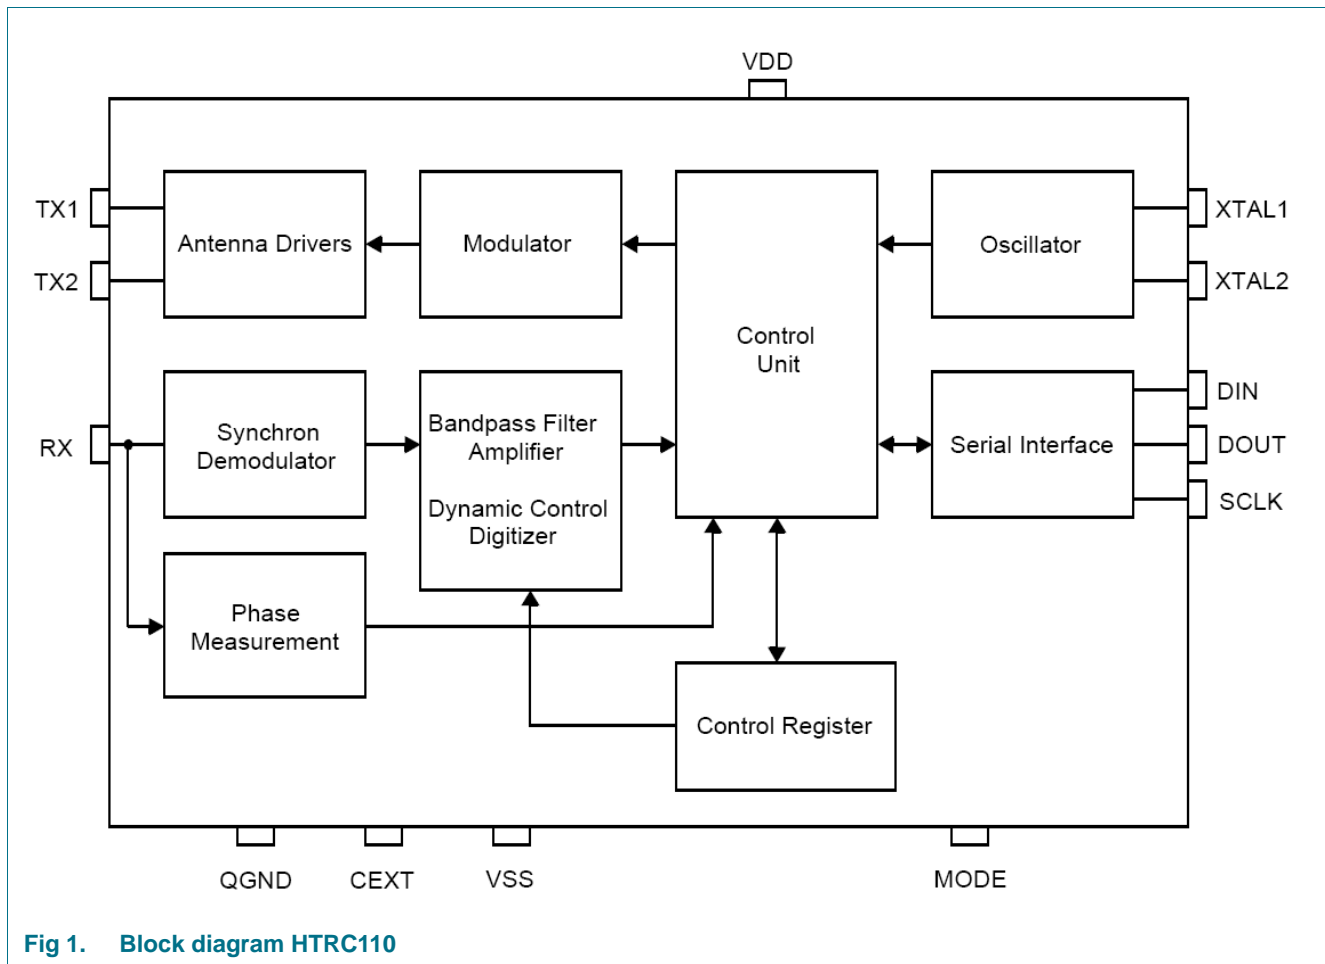 VDD
TX1
Antenna Drivers
Modulator
Oscillator
XTAL1
TX2
XTAL2
Control
Unit
RX
Synchron
Demodulator
Bandpass Filter
Amplifier
Dynamic Control
Digitizer
Serial Interface
DIN
DOUT
SCLK
Phase
Measurement
Control Register
QGND
CEXT
VSS
MODE
Fig 1. Block diagram HTRC110